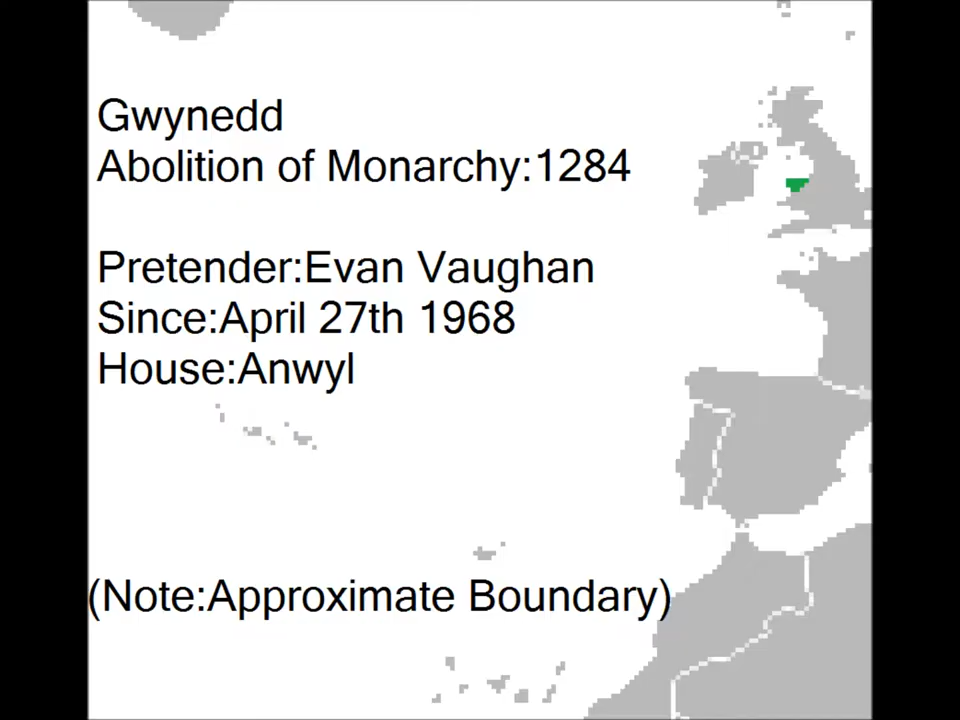 Gwynedd
Abolition of Monarchy:1284
Pretender:Evan Vaughan
Since:April 27th 1968
House:Anwyl
(Note:Approximate Boundary)